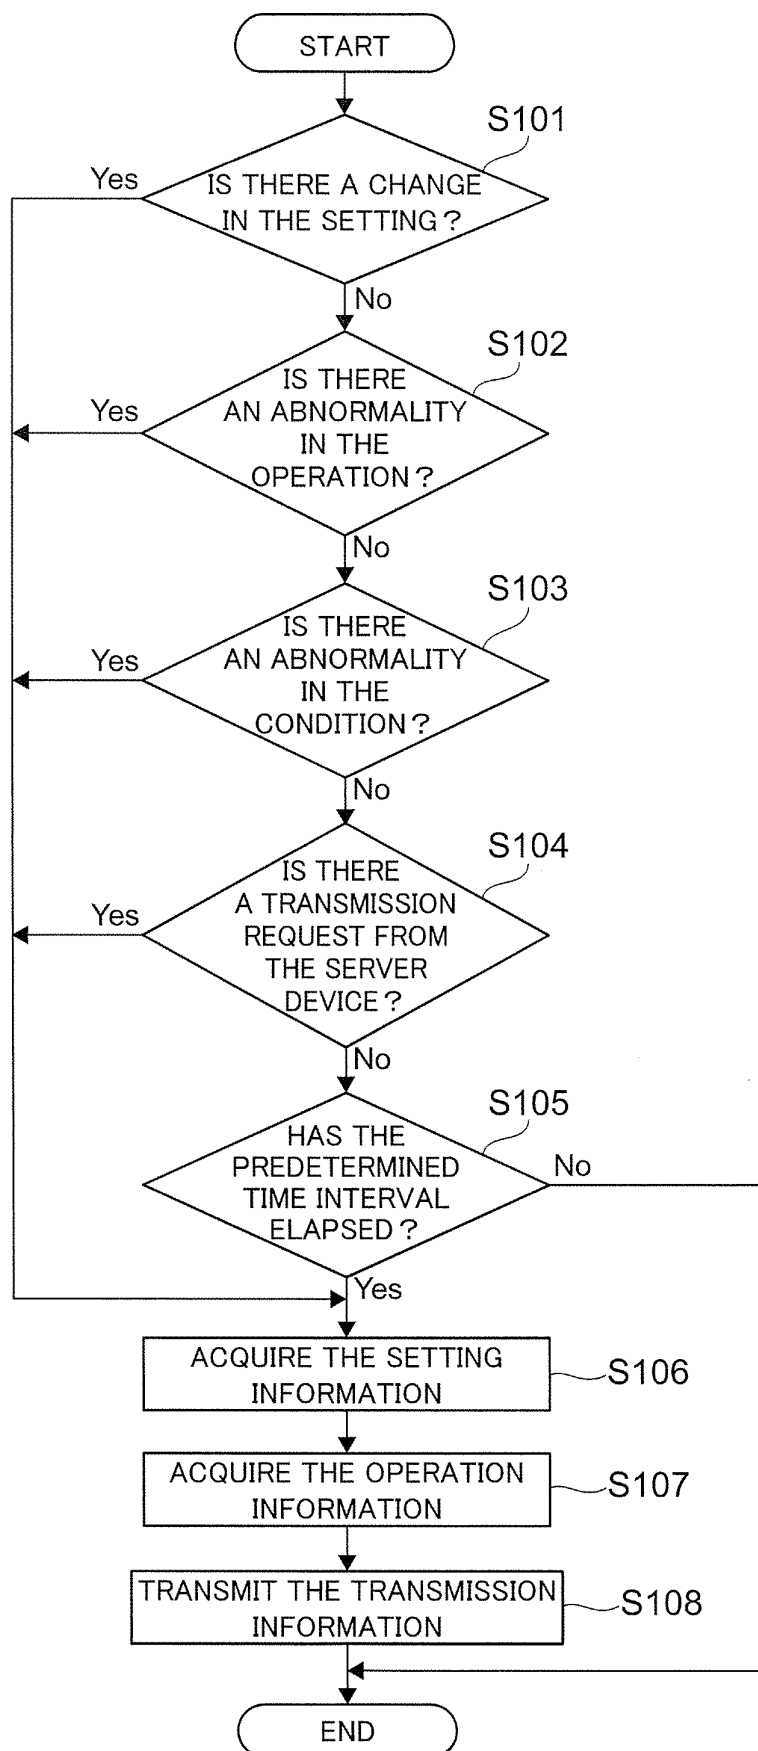 START
S101
Yes
IS THERE A CHANGE
IN THE SETTING?
No
S102
Yes
IS THERE
AN ABNORMALITY
IN THE
OPERATION?
No
S103
Yes
IS THERE
AN ABNORMALITY
IN THE
CONDITION?
No
S104
Yes
IS THERE
A TRANSMISSION
REQUEST FROM
THE SERVER
DEVICE?
No
S105
HAS THE
PREDETERMINED
TIME INTERVAL
ELAPSED?
No
Yes
ACQUIRE THE SETTING
INFORMATION
S106
ACQUIRE THE OPERATION
INFORMATION
S107
TRANSMIT THE TRANSMISSION
INFORMATION
S108
END